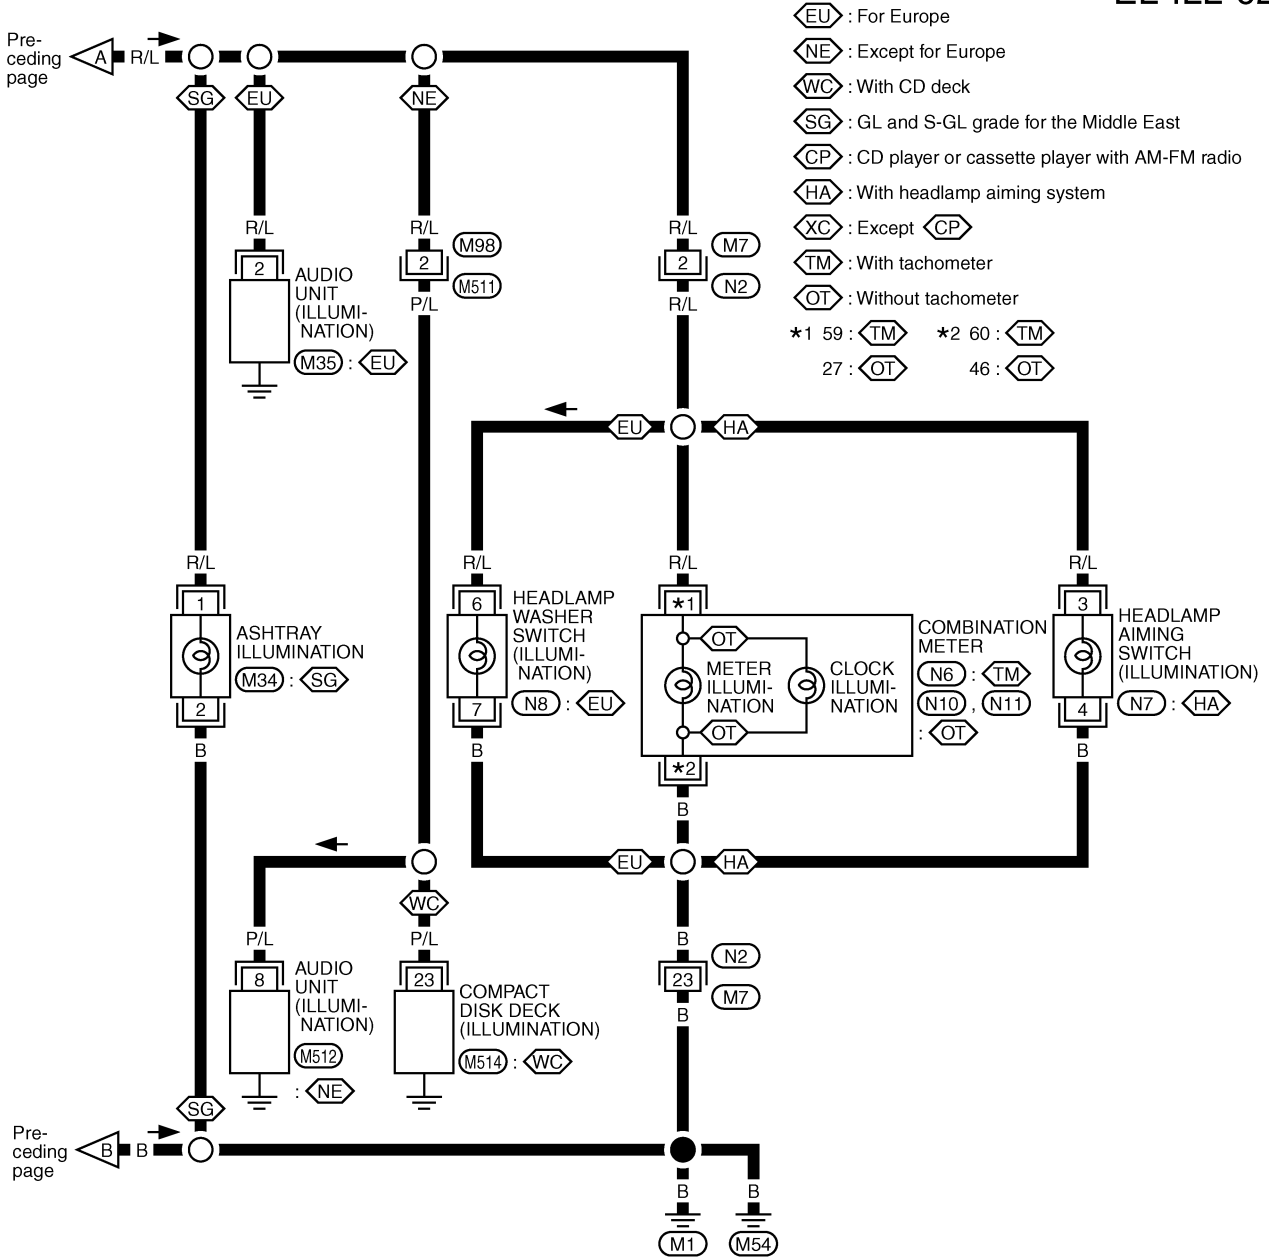 EU : For Europe
NE : Except for Europe
WC : With CD deck
SG : GL and S-GL grade for the Middle East
CP : CD player or cassette player with AM-FM radio
HA : With headlamp aiming system
XC : Except CP
TM : With tachometer
OT : Without tachometer
*1 59 : TM *2 60 : TM
27 : OT 46 : OT
Pre-
ceding
page
A R/L
SG EU NE
R/L R/L R/L
2
AUDIO
UNIT
(ILLUMI-
NATION)
M35 : EU
M98
2
M511
P/L
M7
2
N2
R/L
EU HA
R/L R/L R/L R/L
1
ASHTRAY
ILLUMINATION
M34 : SG
2
B
6
HEADLAMP
WASHER
SWITCH
(ILLUMI-
NATION)
N8 : EU
7
B
*1
OT
METER
ILLUMI-
NATION
CLOCK
ILLUMI-
NATION
OT
*2
B
COMBINATION
METER
N6 : TM
N10 , N11
: OT
3
HEADLAMP
AIMING
SWITCH
(ILLUMINATION)
N7 : HA
4
B
EU HA
WC
P/L P/L
8
AUDIO
UNIT
(ILLUMI-
NATION)
M512
: NE
23
COMPACT
DISK DECK
(ILLUMINATION)
M514 : WC
B
N2
23
M7
B
SG
Pre-
ceding
page
B B
B B
M1 M54